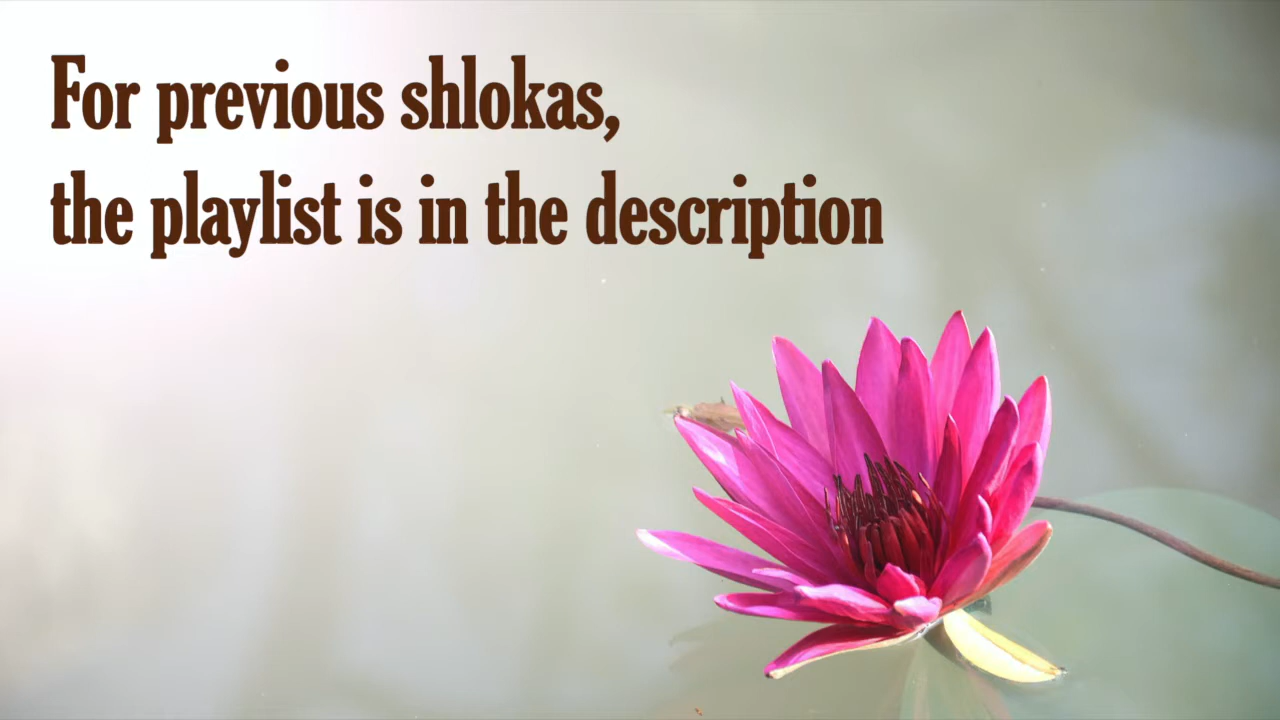 For previous shlokas,
the playlist is in the description